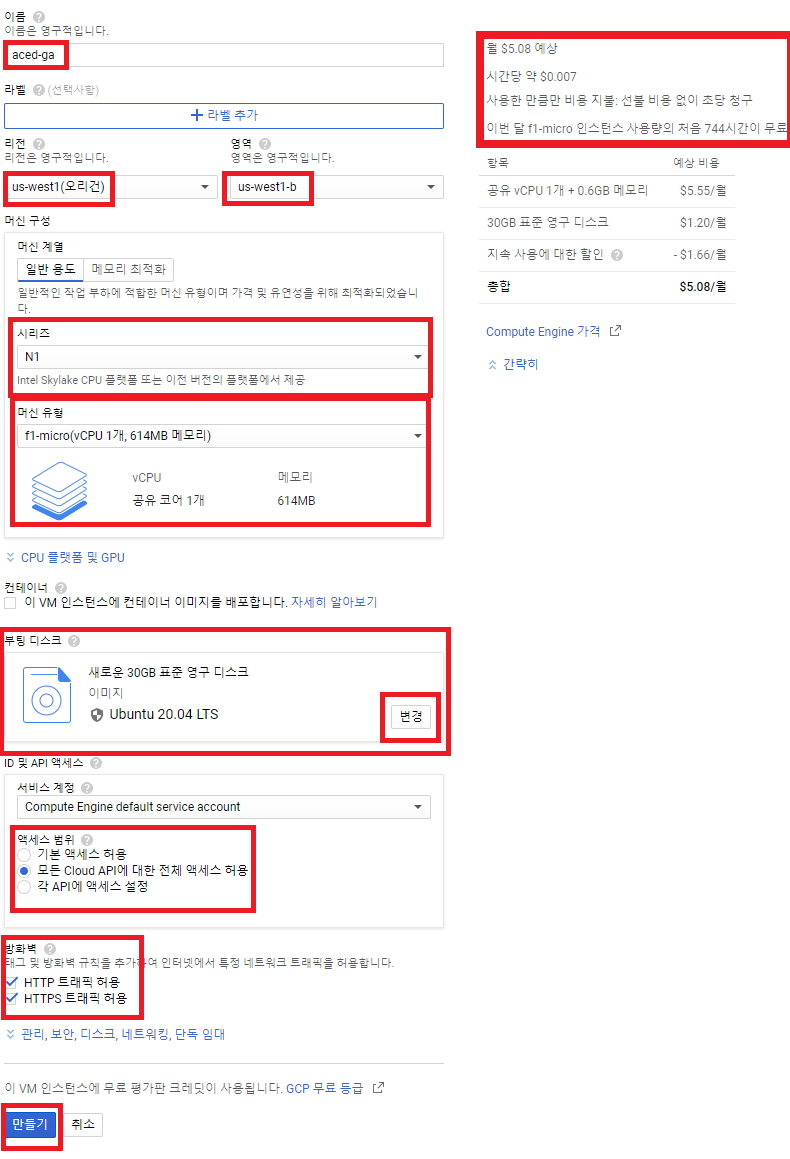 이름
이름은 영구적입니다.
aced-ga
라벨 (선택사항)
라벨 추가
리전
리전은 영구적입니다.
us-west1(오리건)
영역
영역은 영구적입니다.
us-west1-b
머신 구성
머신 계열
일반 용도
메모리 최적화
일반적인 작업 부하에 적합한 머신 유형이며 가격 및 유연성을 위해 최적화되었습니
다.
시리즈
N1
Intel Skylake CPU 플랫폼 또는 이전 버전의 플랫폼에서 제공
머신 유형
f1-micro(vCPU 1개, 614MB 메모리)
vCPU 메모리
공유 코어 1개 614MB
CPU 플랫폼 및 GPU
컨테이너
이 VM 인스턴스에 컨테이너 이미지를 배포합니다. 자세히 알아보기
부팅 디스크
새로운 30GB 표준 영구 디스크
이미지
Ubuntu 20.04 LTS
변경
ID 및 API 액세스
서비스 계정
Compute Engine default service account
액세스 범위
기본 액세스 허용
모든 Cloud API에 대한 전체 액세스 허용
각 API에 액세스 설정
방화벽
태그 및 방화벽 규칙을 추가하여 인터넷에서 특정 네트워크 트래픽을 허용합니다.
HTTP 트래픽 허용
HTTPS 트래픽 허용
관리, 보안, 디스크, 네트워킹, 단독 임대
이 VM 인스턴스에 무료 평가판 크레딧이 사용됩니다. GCP 무료 등급
만들기 취소
월 $5.08 예상
시간당 약 $0.007
사용한 만큼만 비용 지불: 선불 비용 없이 초당 청구
이번 달 f1-micro 인스턴스 사용량의 처음 744시간이 무료
항목 예상 비용
공유 vCPU 1개 + 0.6GB 메모리 $5.55/월
30GB 표준 영구 디스크 $1.20/월
지속 사용에 대한 할인 - $1.66/월
총합 $5.08/월
Compute Engine 가격
간략히